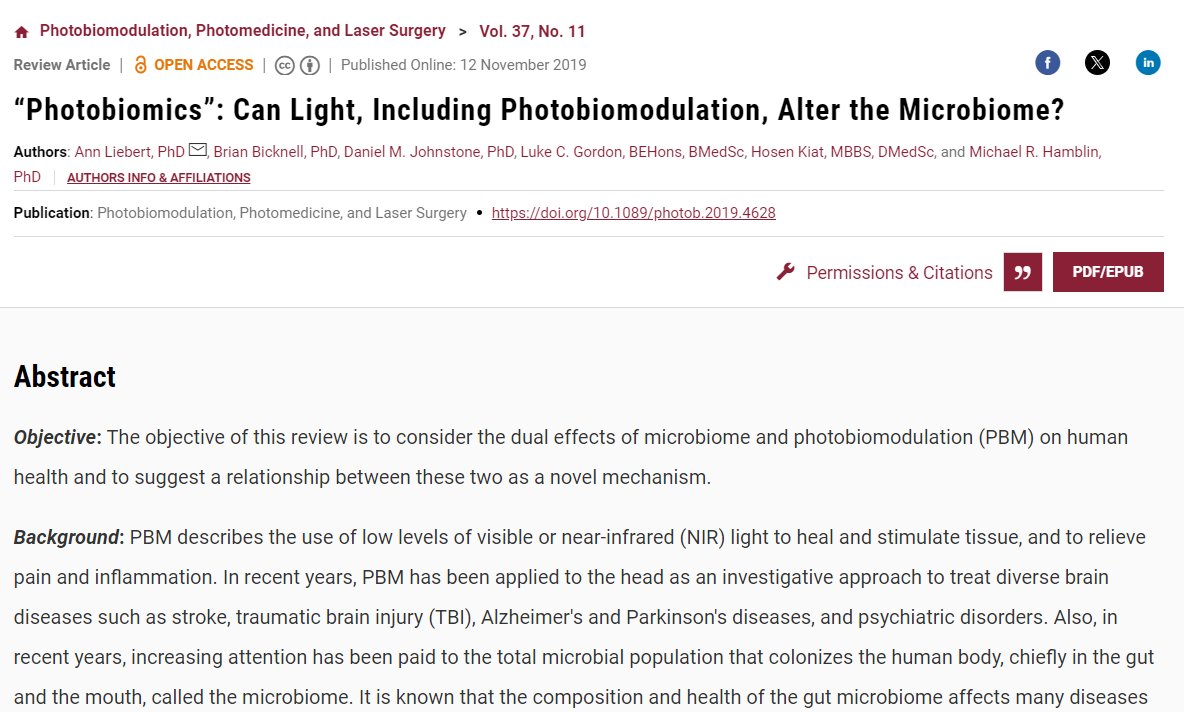 Photobiomodulation, Photomedicine, and Laser Surgery > Vol. 37, No. 11
Review Article | OPEN ACCESS | cc | Published Online: 12 November 2019
f X in
“Photobiomics”: Can Light, Including Photobiomodulation, Alter the Microbiome?
Authors: Ann Liebert, PhD, Brian Bicknell, PhD, Daniel M. Johnstone, PhD, Luke C. Gordon, BEHons, BMedSc, Hosen Kiat, MBBS, DMedSc, and Michael R. Hamblin,
PhD | AUTHORS INFO & AFFILIATIONS
Publication: Photobiomodulation, Photomedicine, and Laser Surgery • https://doi.org/10.1089/photob.2019.4628
Permissions & Citations ” PDF/EPUB
Abstract
Objective: The objective of this review is to consider the dual effects of microbiome and photobiomodulation (PBM) on human
health and to suggest a relationship between these two as a novel mechanism.
Background: PBM describes the use of low levels of visible or near-infrared (NIR) light to heal and stimulate tissue, and to relieve
pain and inflammation. In recent years, PBM has been applied to the head as an investigative approach to treat diverse brain
diseases such as stroke, traumatic brain injury (TBI), Alzheimer's and Parkinson's diseases, and psychiatric disorders. Also, in
recent years, increasing attention has been paid to the total microbial population that colonizes the human body, chiefly in the gut
and the mouth, called the microbiome. It is known that the composition and health of the gut microbiome affects many diseases